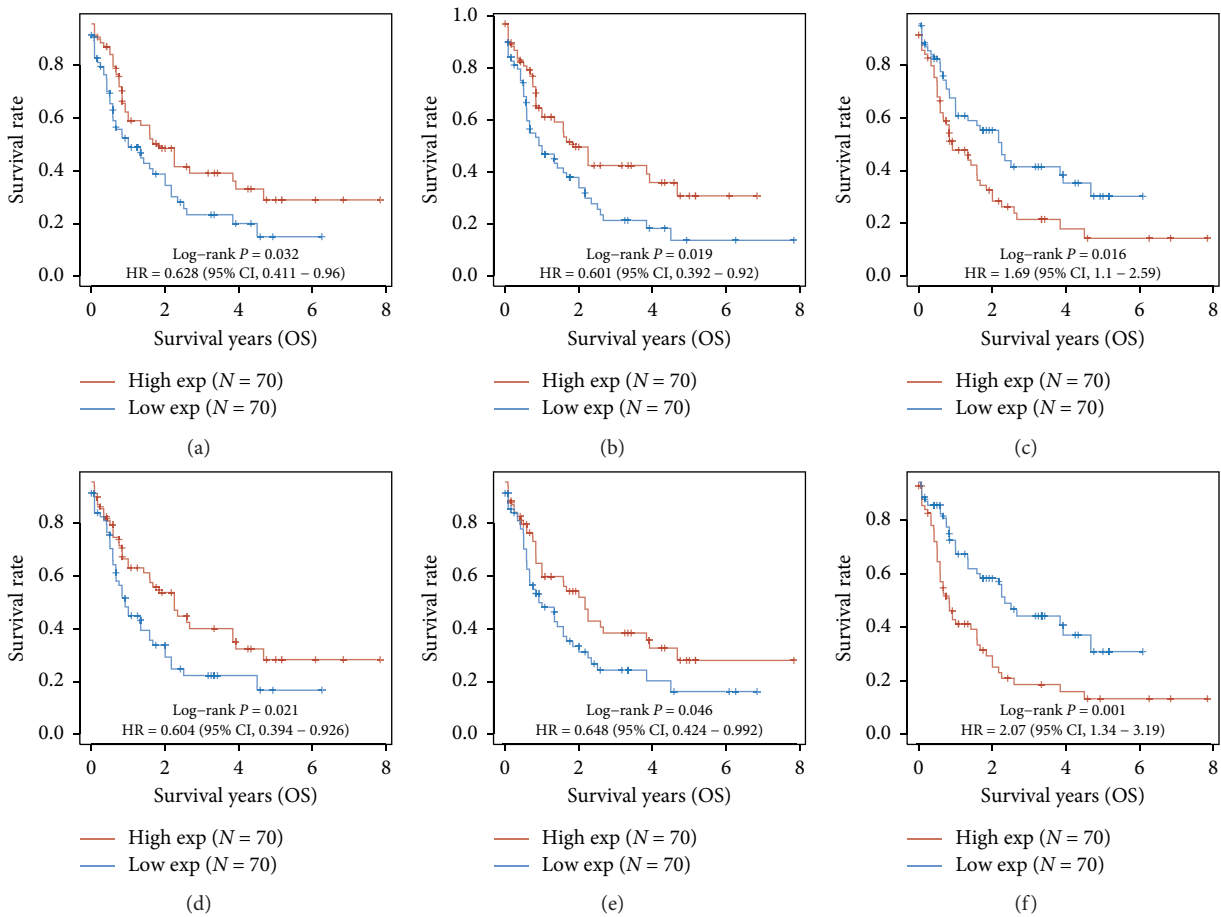 Survival rate
0.8
0.6
0.4
0.2
0.0
Log−rank P = 0.032
HR = 0.628 (95% CI, 0.411 − 0.96)
0 2 4 6 8
Survival years (OS)
High exp (N = 70)
Low exp (N = 70)
(a)
Survival rate
1.0
0.8
0.6
0.4
0.2
0.0
Log−rank P = 0.019
HR = 0.601 (95% CI, 0.392 − 0.92)
0 2 4 6 8
Survival years (OS)
High exp (N = 70)
Low exp (N = 70)
(b)
Survival rate
0.8
0.6
0.4
0.2
0.0
Log−rank P = 0.016
HR = 1.69 (95% CI, 1.1 − 2.59)
0 2 4 6 8
Survival years (OS)
High exp (N = 70)
Low exp (N = 70)
(c)
Survival rate
0.8
0.6
0.4
0.2
0.0
Log−rank P = 0.021
HR = 0.604 (95% CI, 0.394 − 0.926)
0 2 4 6 8
Survival years (OS)
High exp (N = 70)
Low exp (N = 70)
(d)
Survival rate
0.8
0.6
0.4
0.2
0.0
Log−rank P = 0.046
HR = 0.648 (95% CI, 0.424 − 0.992)
0 2 4 6 8
Survival years (OS)
High exp (N = 70)
Low exp (N = 70)
(e)
Survival rate
0.8
0.6
0.4
0.2
0.0
Log−rank P = 0.001
HR = 2.07 (95% CI, 1.34 − 3.19)
0 2 4 6 8
Survival years (OS)
High exp (N = 70)
Low exp (N = 70)
(f)